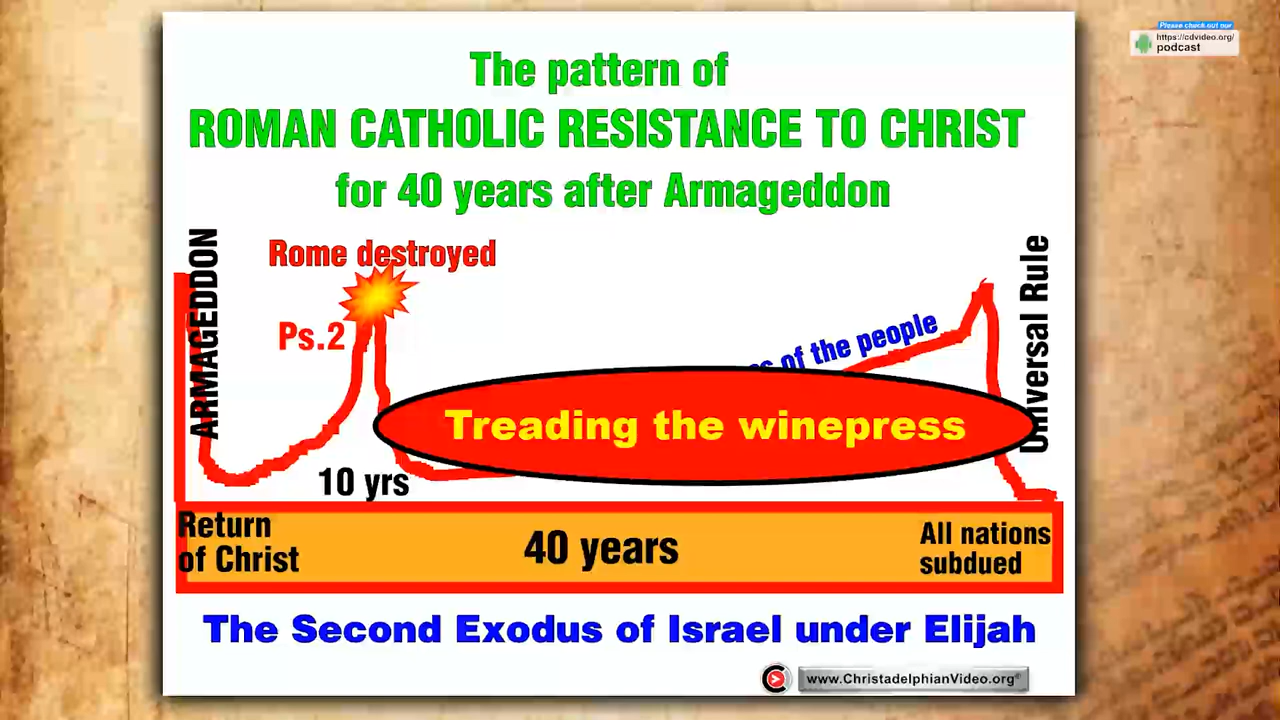 Please check out our
https://cdvideo.org/
podcast
The pattern of
ROMAN CATHOLIC RESISTANCE TO CHRIST
for 40 years after Armageddon
ARMAGEDDON
Rome destroyed
Ps.2
of the people
Universal Rule
Treading the winepress
10 yrs
Return
of Christ
40 years
All nations
subdued
The Second Exodus of Israel under Elijah
www.ChristadelphianVideo.org®